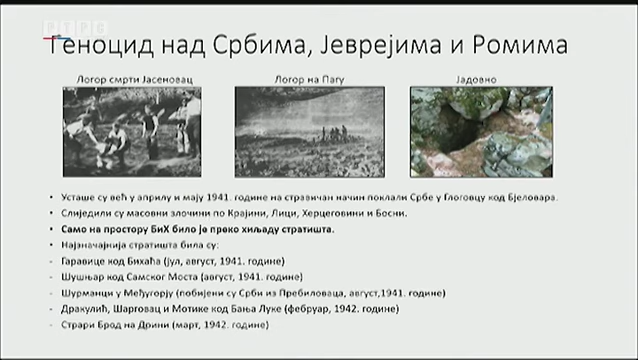 РТРС
Геноцид над Србима, Јеврејима и Ромима
Логор смрти Јасеновац
Логор на Пагу
Јадовно
• Усташе су већ у априлу и мају 1941. године на стравичан начин поклали Србе у Глоговцу код Бјеловара.
• Слиједили су масовни злочини по Крајини, Лици, Херцеговини и Босни.
• Само на простору БиХ било је преко хиљаду стратишта.
• Најзначајнија стратишта била су:
- Гаравице код Бихаћа (јул, август, 1941. године)
- Шушњар код Самског Моста (август, 1941. године)
- Шурманци у Међугорју (побијени су Срби из Пребиловаца, август,1941. године)
- Дракулић, Шарговац и Мотике код Бања Луке (фебруар, 1942. године)
- Страри Брод на Дрини (март, 1942. године)